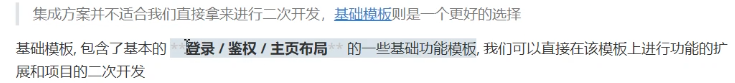 集成方案并不适合我们直接拿来进行二次开发，基础模板则是一个更好的选择
基础模板, 包含了基本的 **登录 / 鉴权 / 主页布局** 的一些基础功能模板, 我们可以直接在该模板上进行功能的扩
展和项目的二次开发